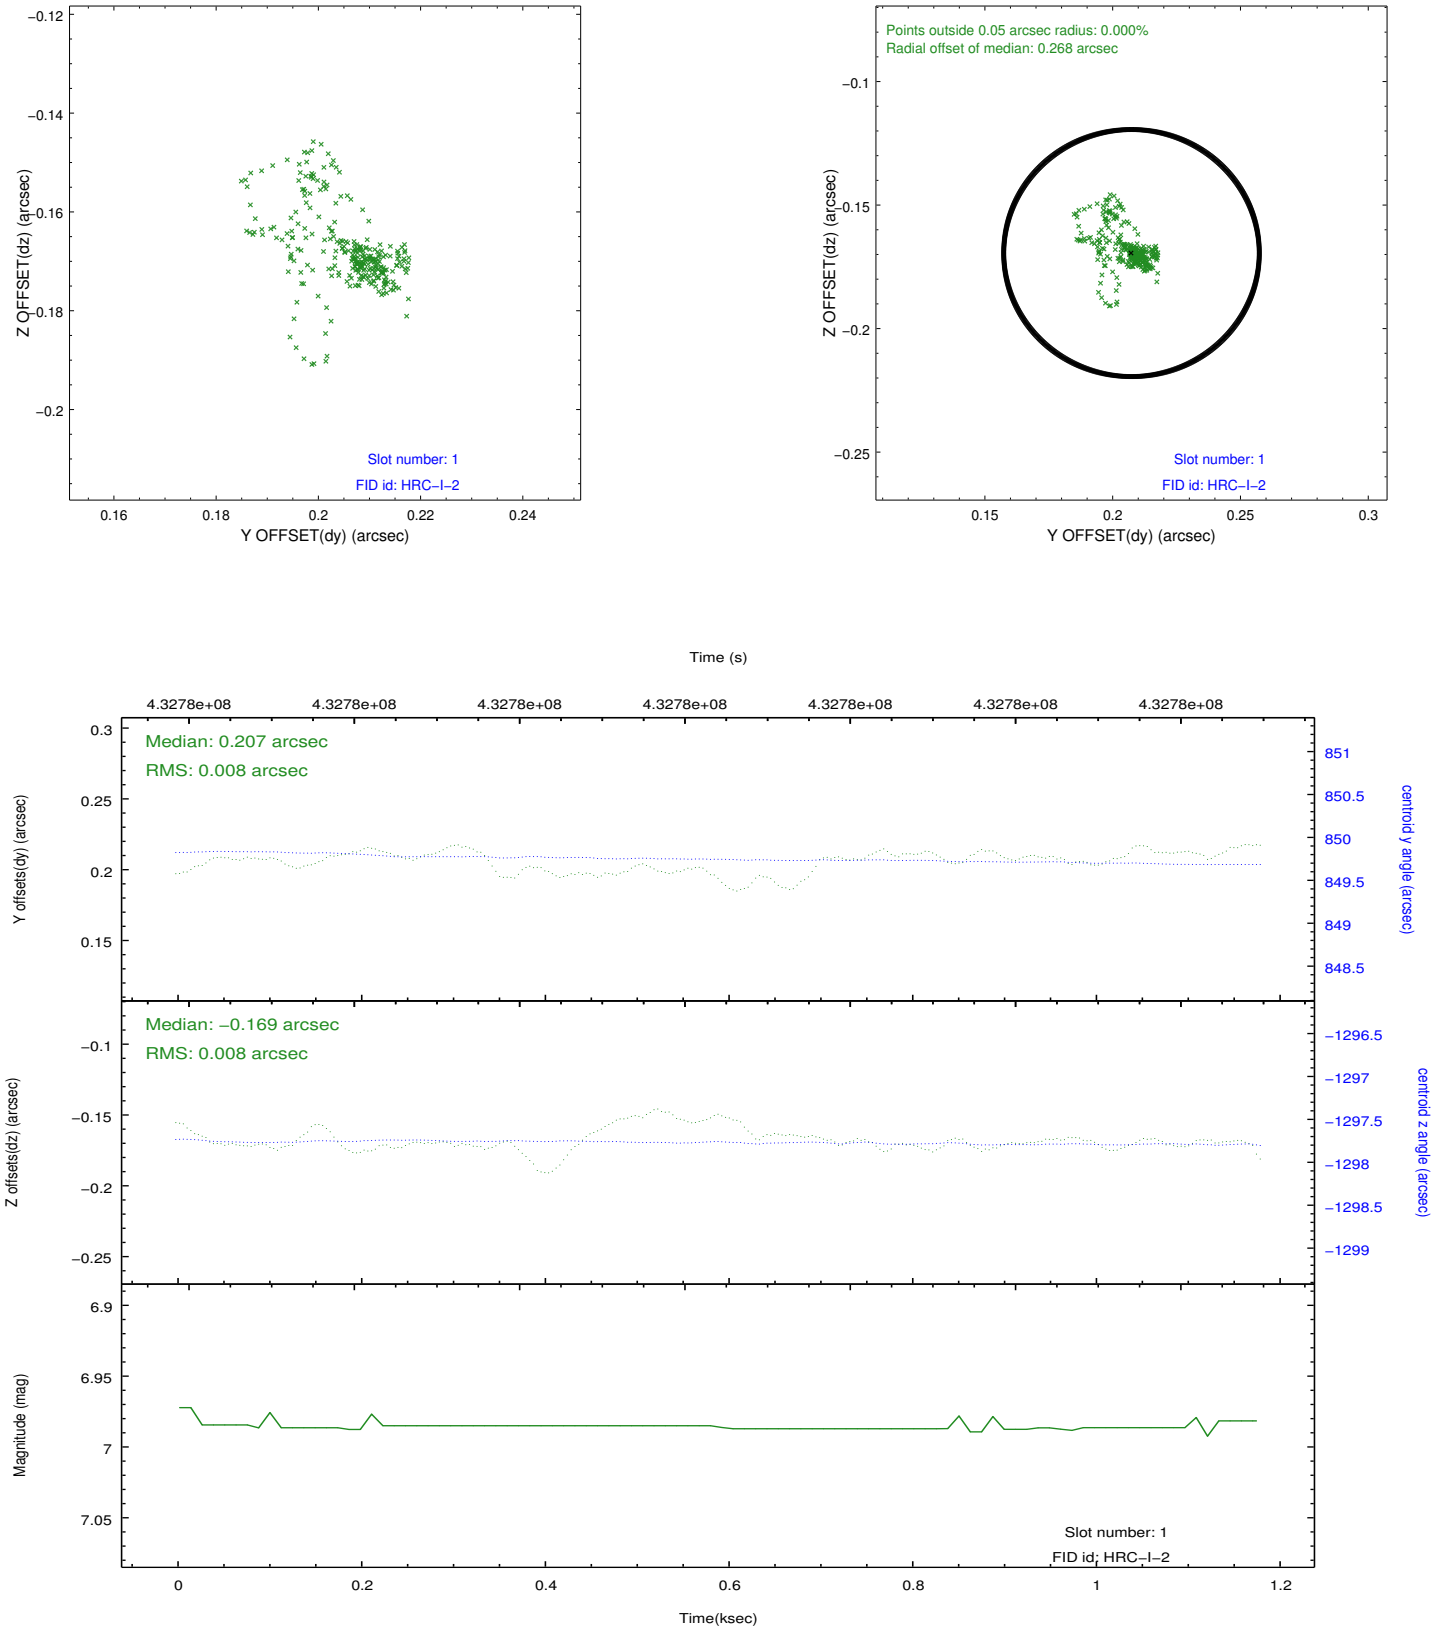 −0.12
−0.14
−0.16
−0.18
−0.2
Z OFFSET(dz) (arcsec)
Slot number: 1
FID id: HRC−I−2
0.16
0.18
0.2
0.22
0.24
Y OFFSET(dy) (arcsec)
Points outside 0.05 arcsec radius: 0.000%
Radial offset of median: 0.268 arcsec
−0.1
−0.15
−0.2
−0.25
Z OFFSET(dz) (arcsec)
Slot number: 1
FID id: HRC−I−2
0.15
0.2
0.25
0.3
Y OFFSET(dy) (arcsec)
Time (s)
4.3278e+08
4.3278e+08
4.3278e+08
4.3278e+08
4.3278e+08
4.3278e+08
4.3278e+08
Median: 0.207 arcsec
RMS: 0.008 arcsec
0.3
0.25
0.2
0.15
Y offsets(dy) (arcsec)
851
850.5
850
849.5
849
848.5
centroid y angle (arcsec)
Median: −0.169 arcsec
RMS: 0.008 arcsec
−0.1
−0.15
−0.2
−0.25
Z offsets(dz) (arcsec)
−1296.5
−1297
−1297.5
−1298
−1298.5
−1299
centroid z angle (arcsec)
6.9
6.95
7
7.05
Magnitude (mag)
Slot number: 1
FID id: HRC−I−2
0
0.2
0.4
0.6
0.8
1
1.2
Time(ksec)